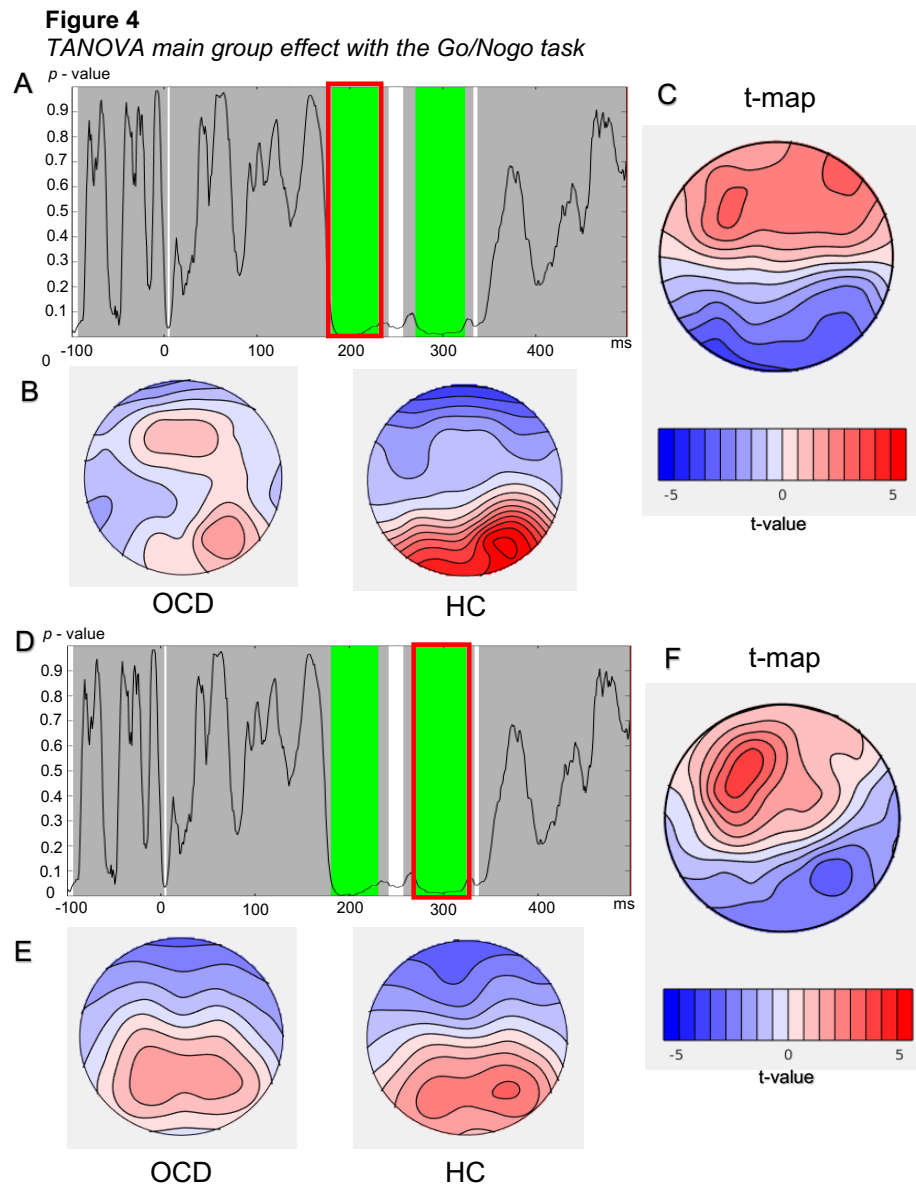 Figure 4
TANOVA main group effect with the Go/Nogo task
A
p - value
0.9
0.8
0.7
0.6
0.5
0.4
0.3
0.2
0.1
0
-100 0 100 200 300 400 ms
C
t-map
-5 0 5
t-value
B
OCD
HC
D
p - value
0.9
0.8
0.7
0.6
0.5
0.4
0.3
0.2
0.1
0
-100 0 100 200 300 400 ms
F
t-map
-5 0 5
t-value
E
OCD
HC